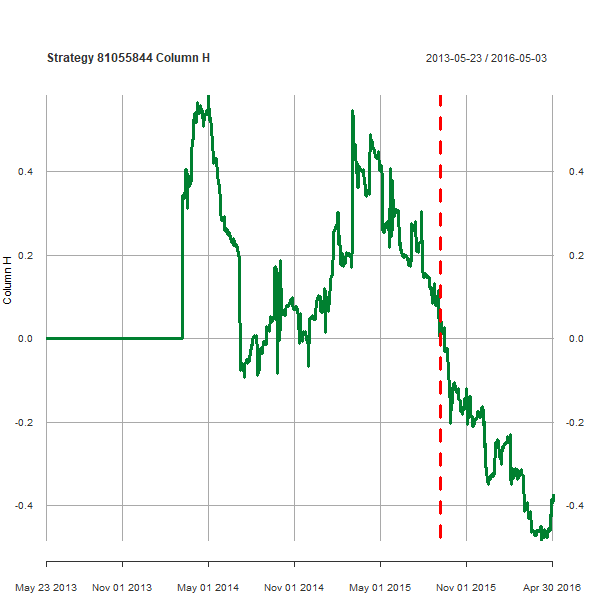 Strategy 81055844 Column H
2013-05-23 / 2016-05-03
Column H
0.4
0.2
0.0
-0.2
-0.4
0.4
0.2
0.0
-0.2
-0.4
May 23 2013
Nov 01 2013
May 01 2014
Nov 01 2014
May 01 2015
Nov 01 2015
Apr 30 2016